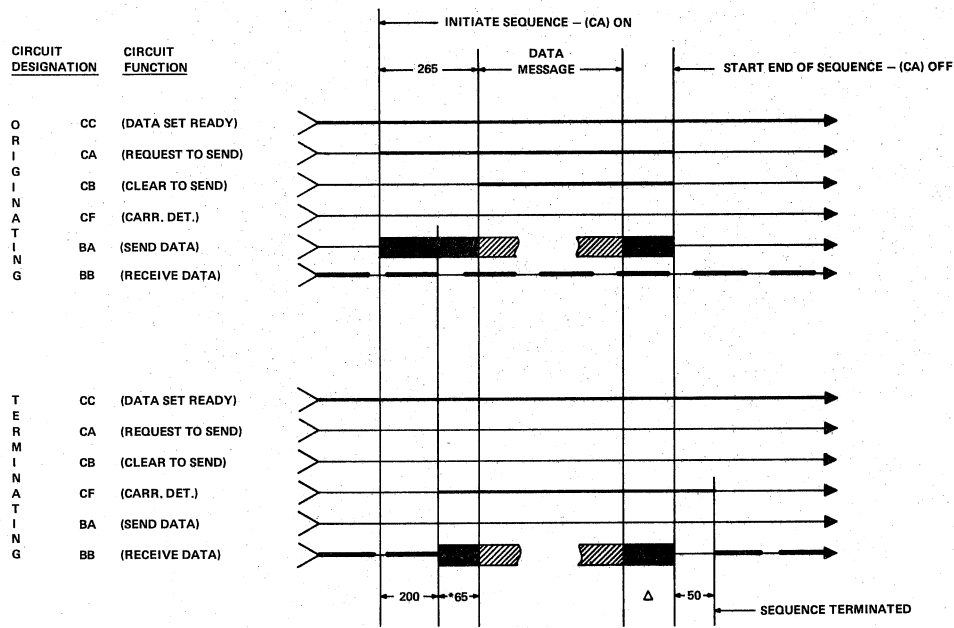 INITIATE SEQUENCE – (CA) ON
CIRCUIT DESIGNATION
CIRCUIT FUNCTION
265
DATA MESSAGE
START END OF SEQUENCE – (CA) OFF
ORIGINATING
CC (DATA SET READY)
CA (REQUEST TO SEND)
CB (CLEAR TO SEND)
CF (CARR. DET.)
BA (SEND DATA)
BB (RECEIVE DATA)
TERMINATING
CC (DATA SET READY)
CA (REQUEST TO SEND)
CB (CLEAR TO SEND)
CF (CARR. DET.)
BA (SEND DATA)
BB (RECEIVE DATA)
200 *65 Δ 50
SEQUENCE TERMINATED